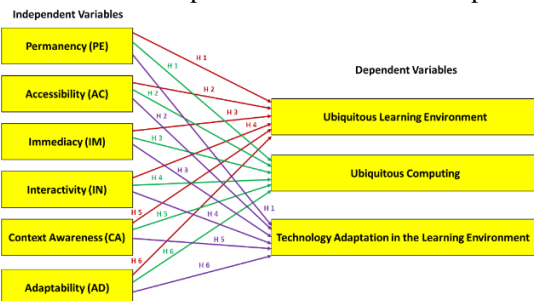 Independent Variables
Dependent Variables
Permanency (PE)
Accessibility (AC)
Immediacy (IM)
Interactivity (IN)
Context Awareness (CA)
Adaptability (AD)
Ubiquitous Learning Environment
Ubiquitous Computing
Technology Adaptation in the Learning Environment
H 1
H 1
H 2
H 2
H 3
H 4
H 2
H 3
H 3
H 4
H 5
H 5
H 4
H 1
H 5
H 6
H 6
H 6